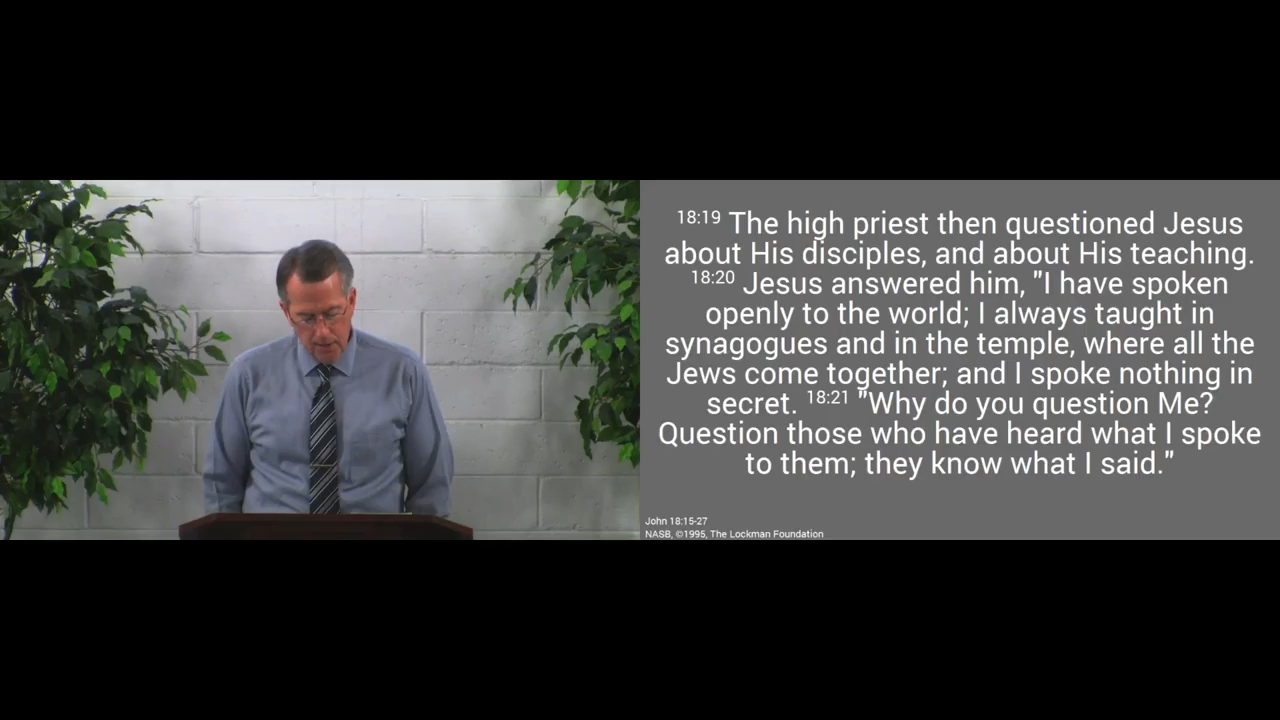 18:19 The high priest then questioned Jesus
about His disciples, and about His teaching.
18:20 Jesus answered him, "I have spoken
openly to the world; I always taught in
synagogues and in the temple, where all the
Jews come together; and I spoke nothing in
secret. 18:21 "Why do you question Me?
Question those who have heard what I spoke
to them; they know what I said."
John 18:15-27
NASB, ©1995, The Lockman Foundation